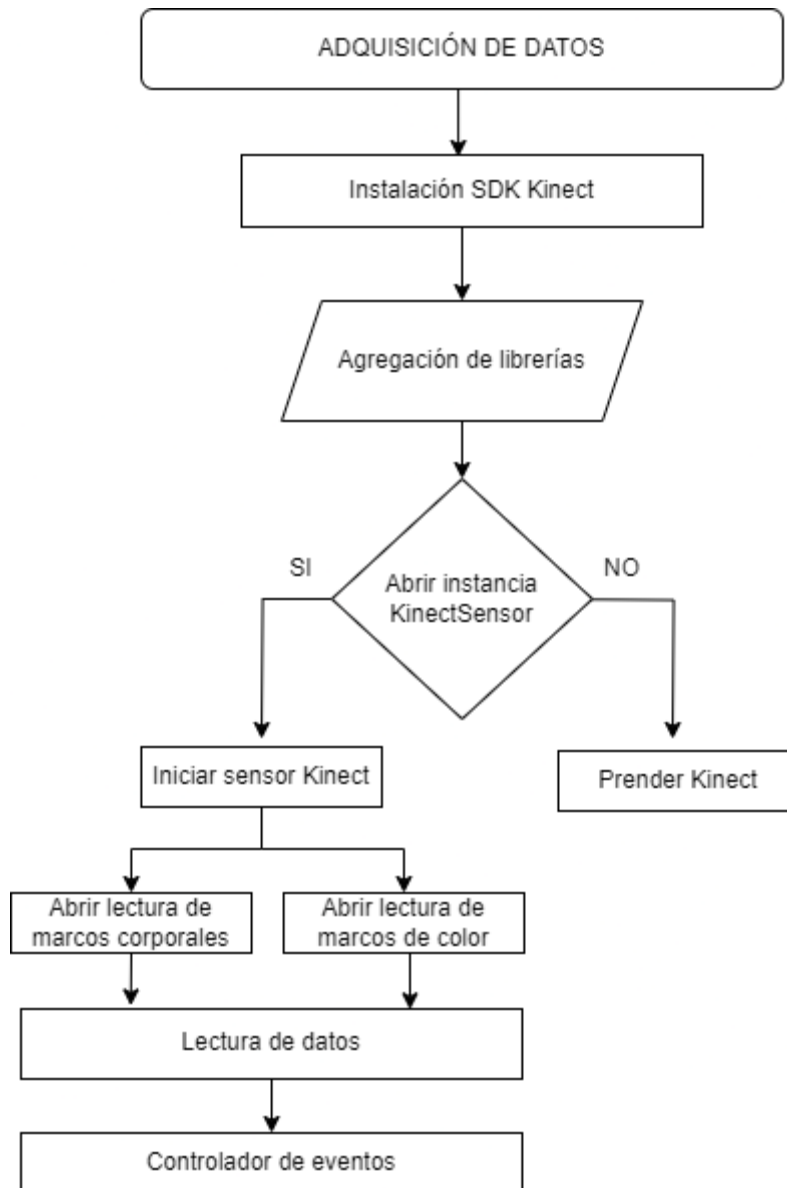 ADQUISICIÓN DE DATOS
Instalación SDK Kinect
Agregación de librerías
SI
NO
Abrir instancia
KinectSensor
Iniciar sensor Kinect
Prender Kinect
Abrir lectura de
marcos corporales
Abrir lectura de
marcos de color
Lectura de datos
Controlador de eventos